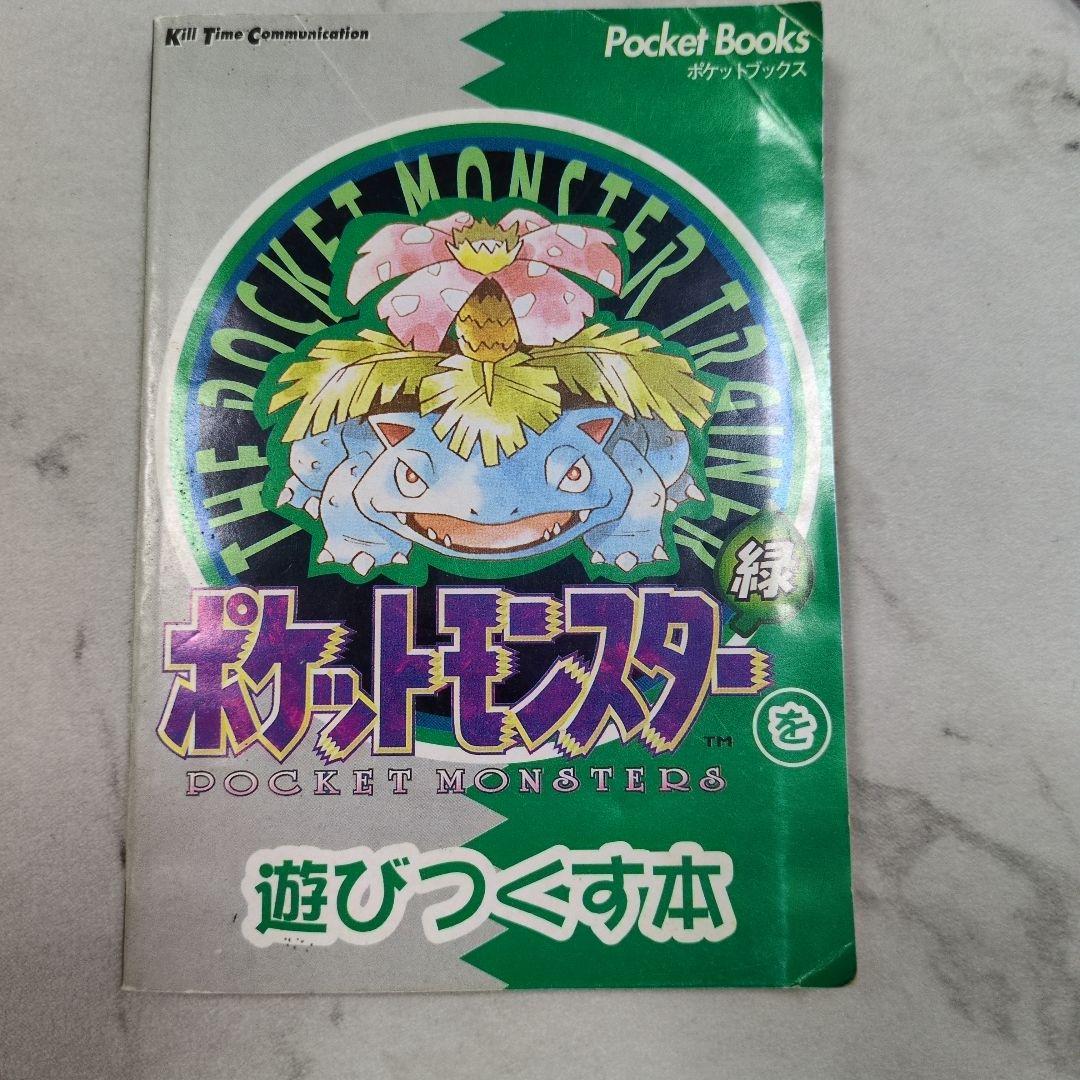 Kill Time Communication
Pocket Books
ポケットブックス
THE POCKET MONSTER TRAINER
緑
ポケットモンスター
TM
を
POCKET MONSTERS
遊びつくす本